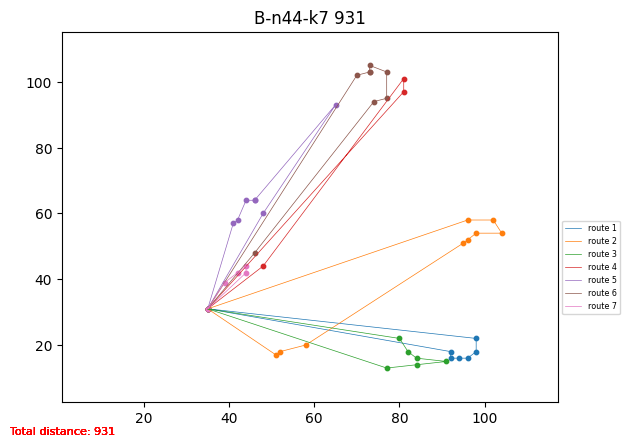 B-n44-k7 931
100
80
60
40
20
20
40
60
80
100
route 1
route 2
route 3
route 4
route 5
route 6
route 7
Total distance: 931